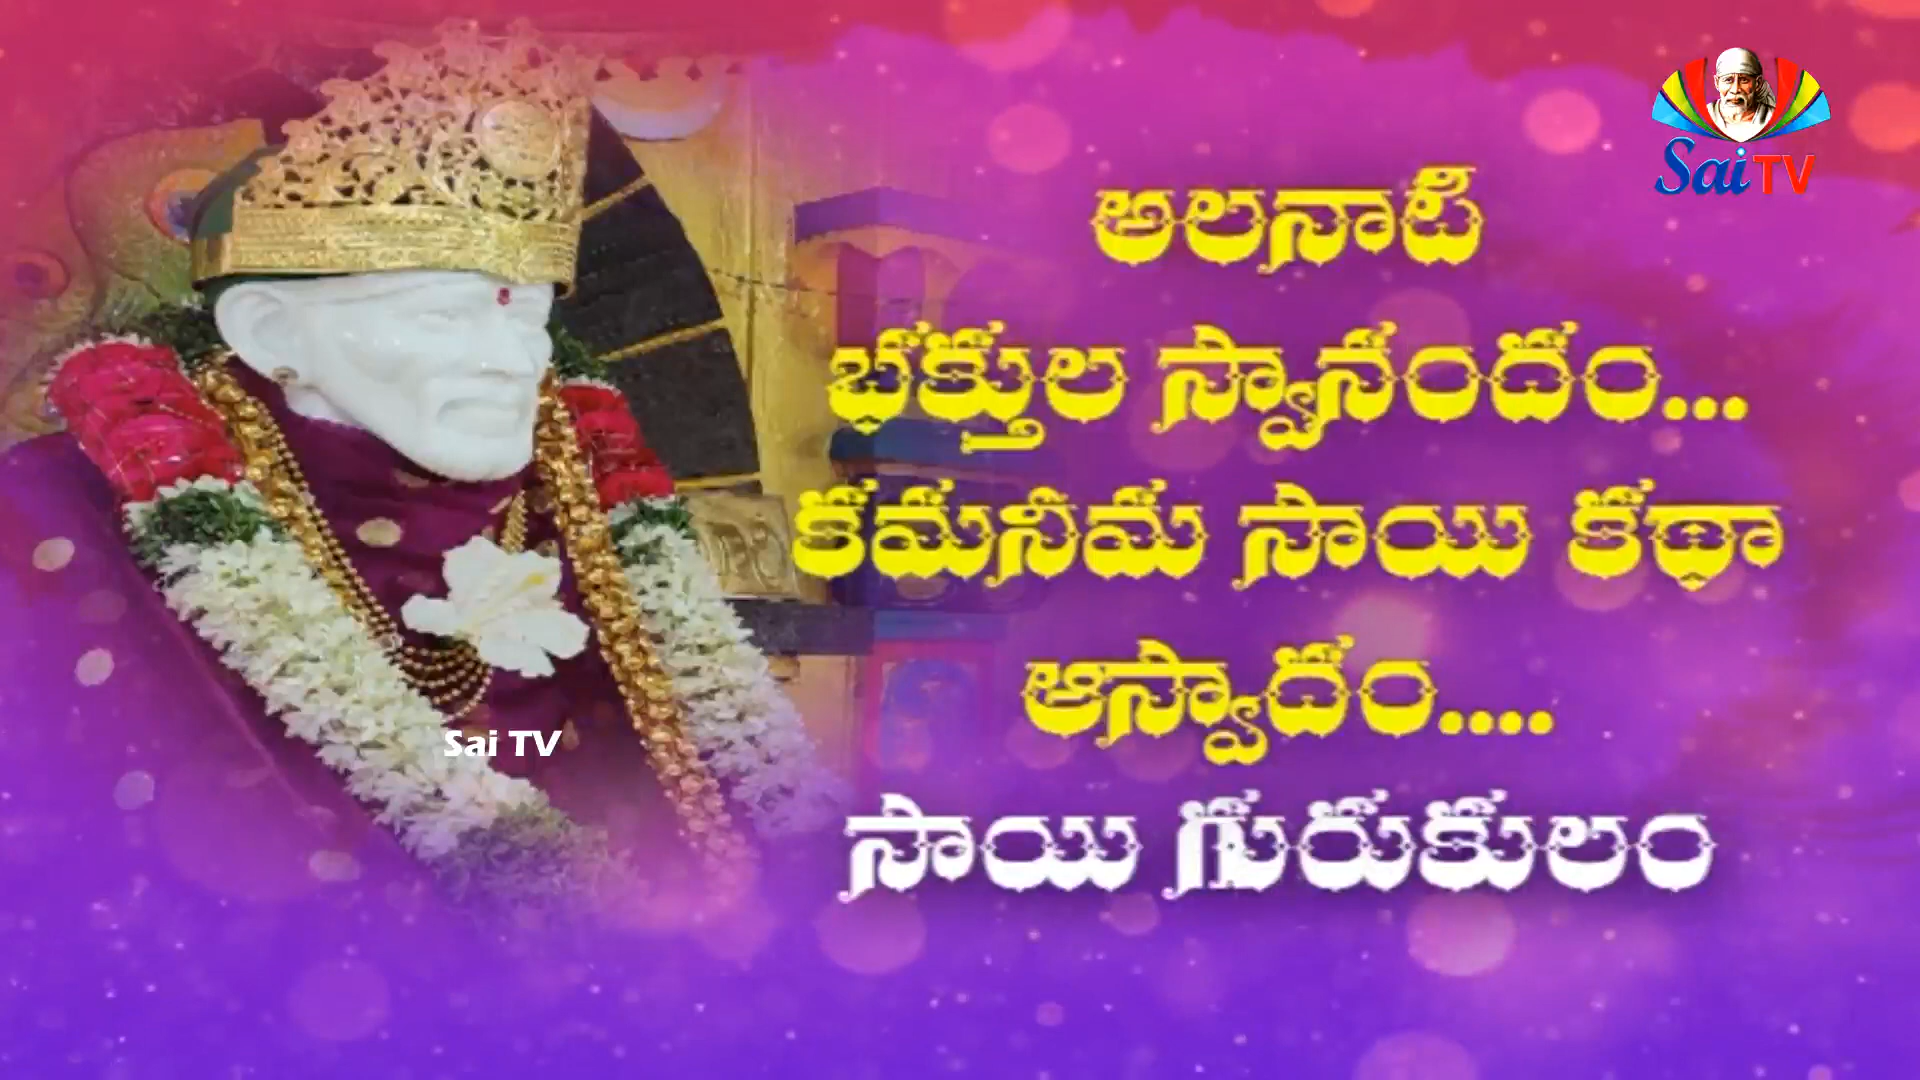 Sai TV
అలనాటి
భక్తుల స్వానందం...
కమనీమ సాయి కథా
ఆస్వాదం....
Sai TV
సాయి గురుకులం